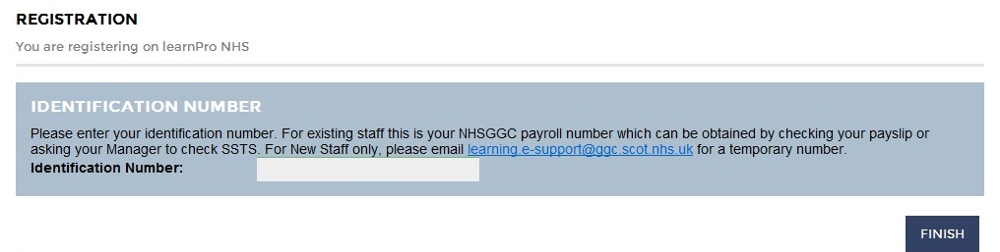 REGISTRATION
You are registering on learnPro NHS
IDENTIFICATION NUMBER
Please enter your identification number. For existing staff this is your NHSGGC payroll number which can be obtained by checking your payslip or
asking your Manager to check SSTS. For New Staff only, please email learning.e-support@ggc.scot.nhs.uk for a temporary number.
Identification Number:
FINISH